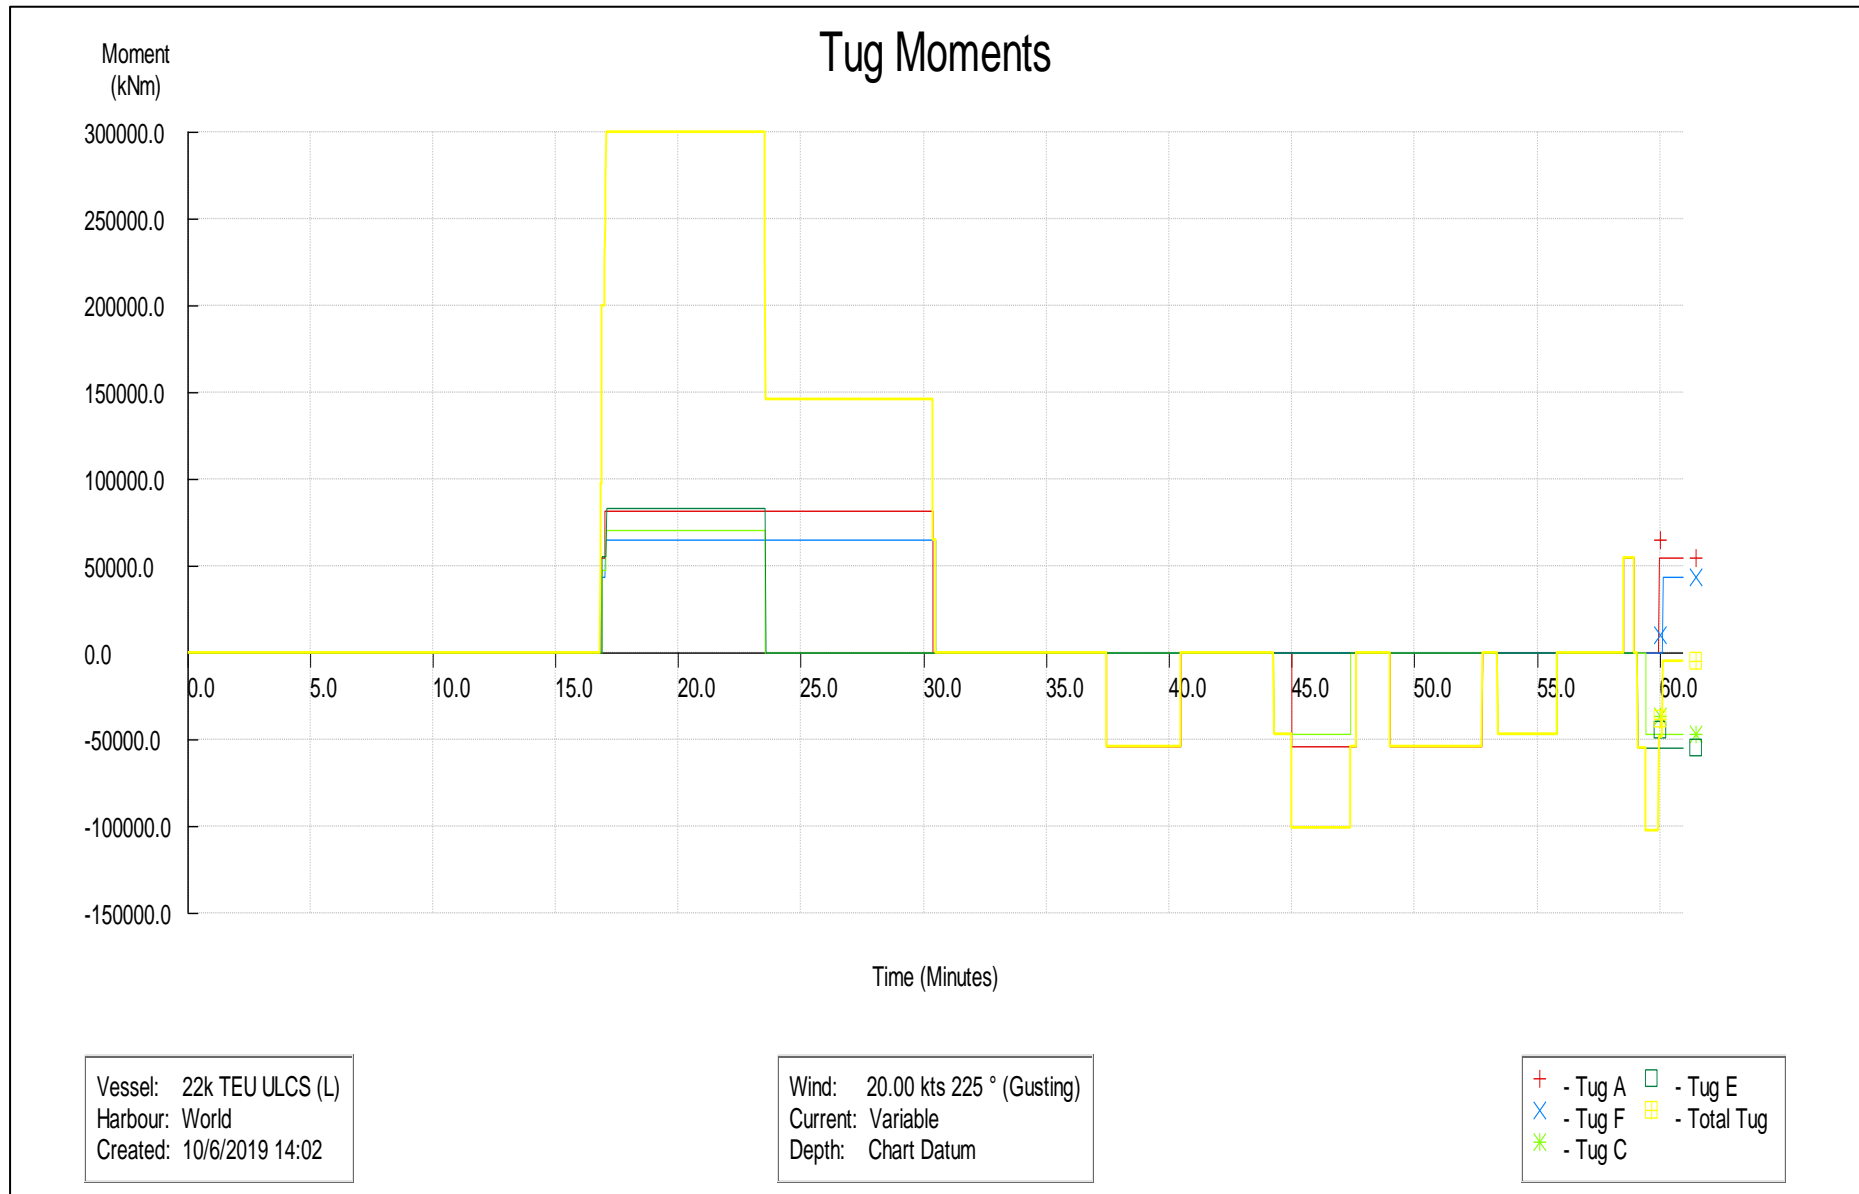 Tug Moments
Moment
(kNm)
300000.0
250000.0
200000.0
150000.0
100000.0
50000.0
0.0
-50000.0
-100000.0
-150000.0
0.0 5.0 10.0 15.0 20.0 25.0 30.0 35.0 40.0 45.0 50.0 55.0 60.0
Time (Minutes)
Vessel: 22k TEU ULCS (L)
Harbour: World
Created: 10/6/2019 14:02
Wind: 20.00 kts 225 ° (Gusting)
Current: Variable
Depth: Chart Datum
- Tug A - Tug E
- Tug F - Total Tug
- Tug C